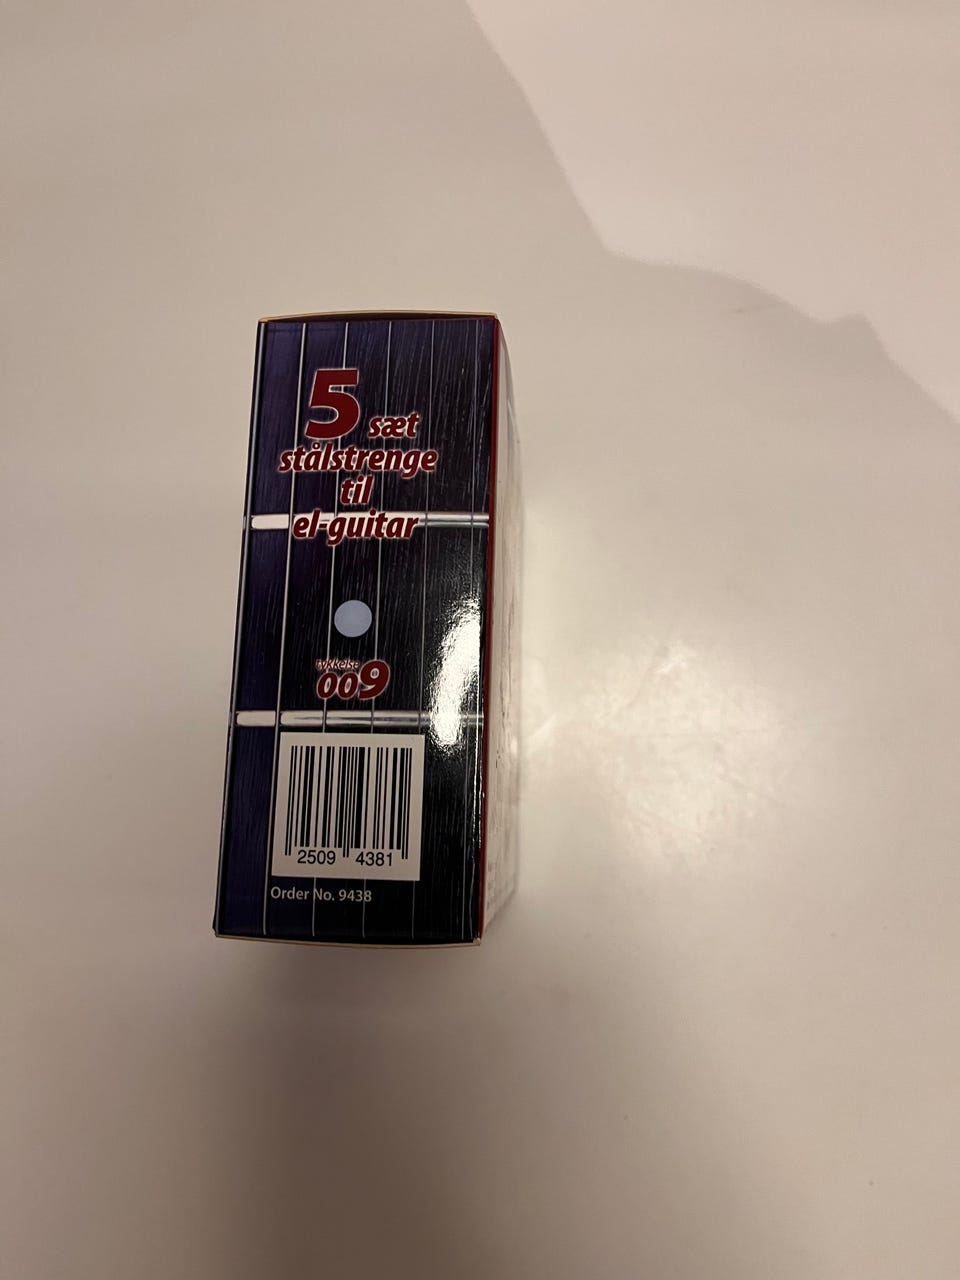 5 sæt
stålstrenge
til
el-guitar
tykkelse
009
2509 4381
Order No. 9438